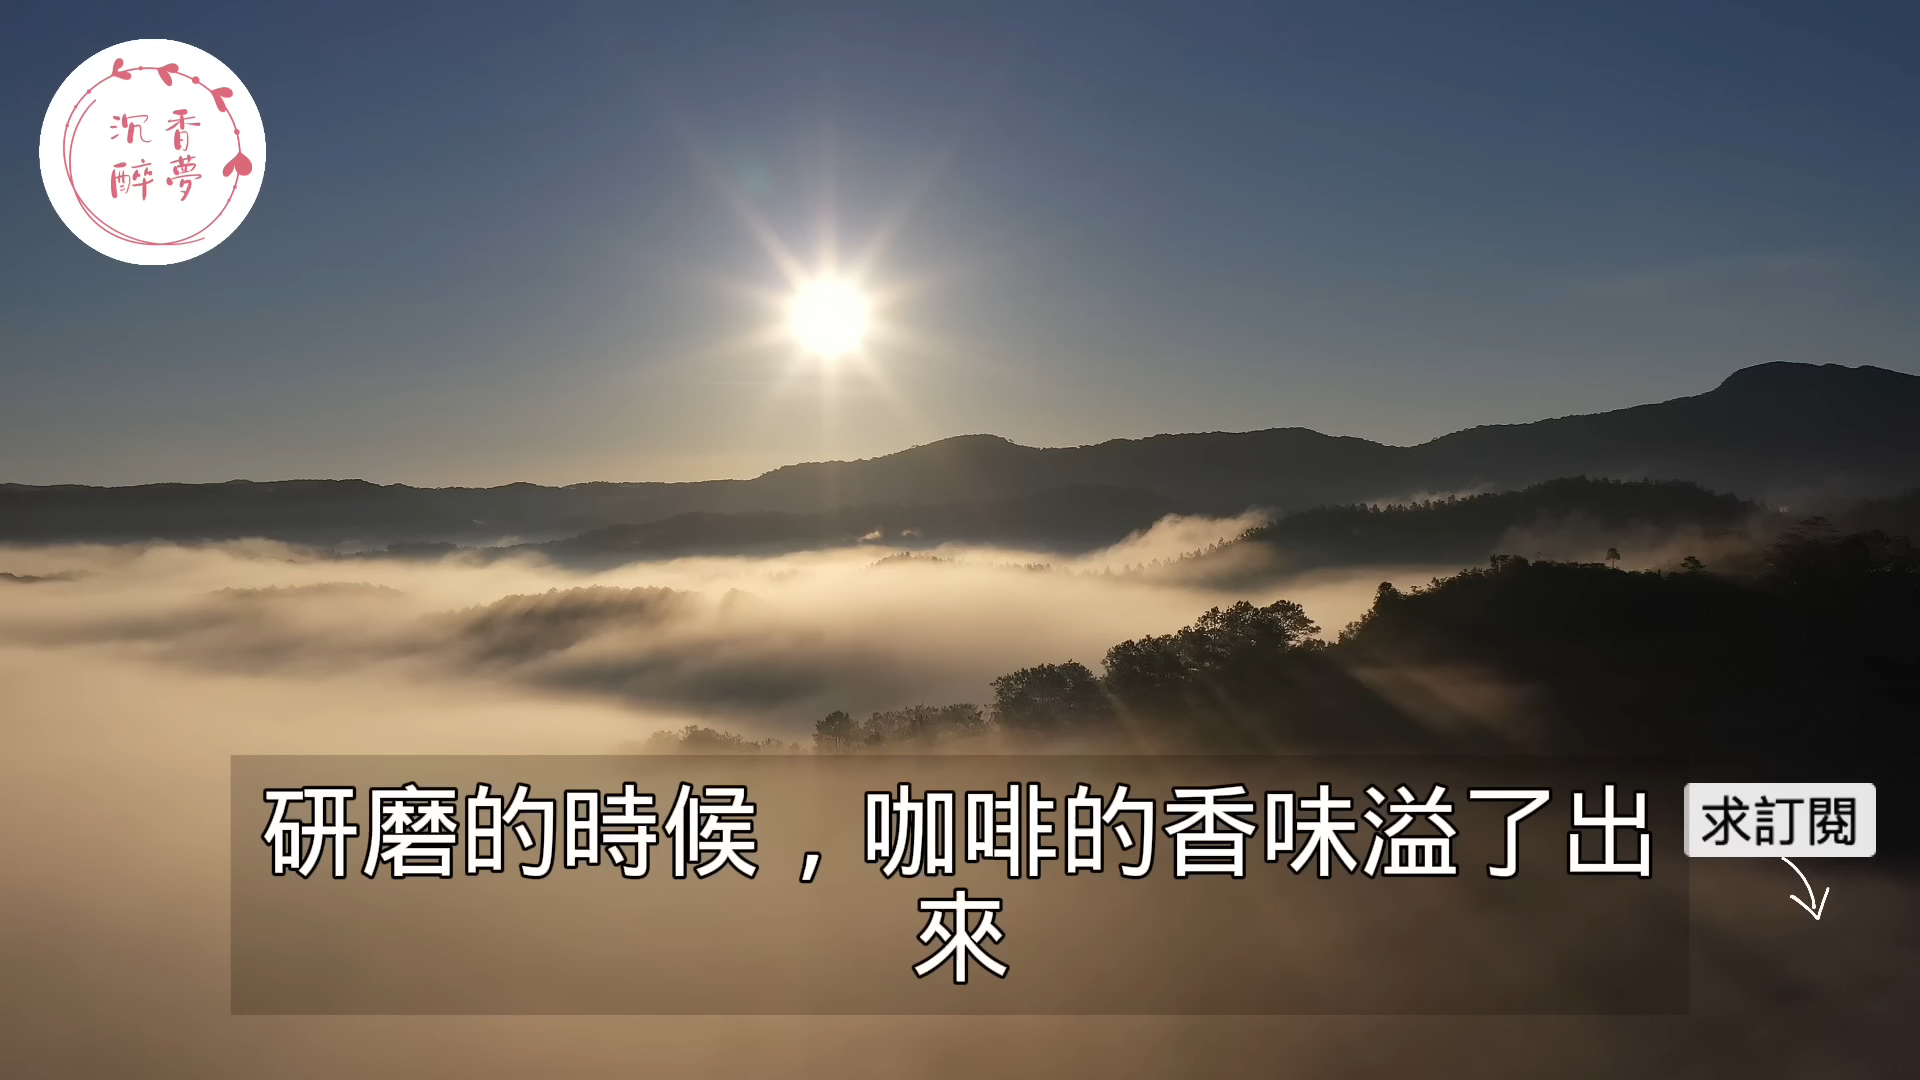 沉香
醉夢
研磨的時候，咖啡的香味溢了出
來
求訂閱